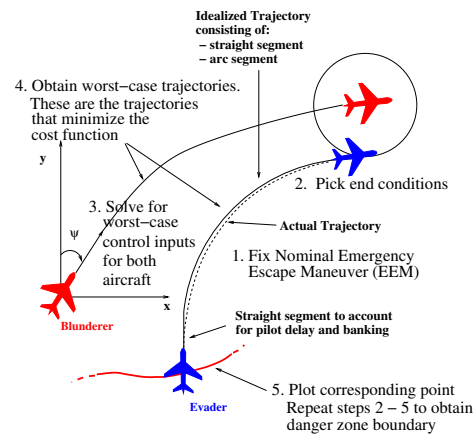 Idealized Trajectory
consisting of:
– straight segment
– arc segment
4. Obtain worst−case trajectories.
These are the trajectories
that minimize the
cost function
y
2. Pick end conditions
3. Solve for
worst−case
control inputs
for both
aircraft
ψ
Actual Trajectory
1. Fix Nominal Emergency
Escape Maneuver (EEM)
x
Blunderer
Straight segment to account
for pilot delay and banking
5. Plot corresponding point
Repeat steps 2 − 5 to obtain
danger zone boundary
Evader